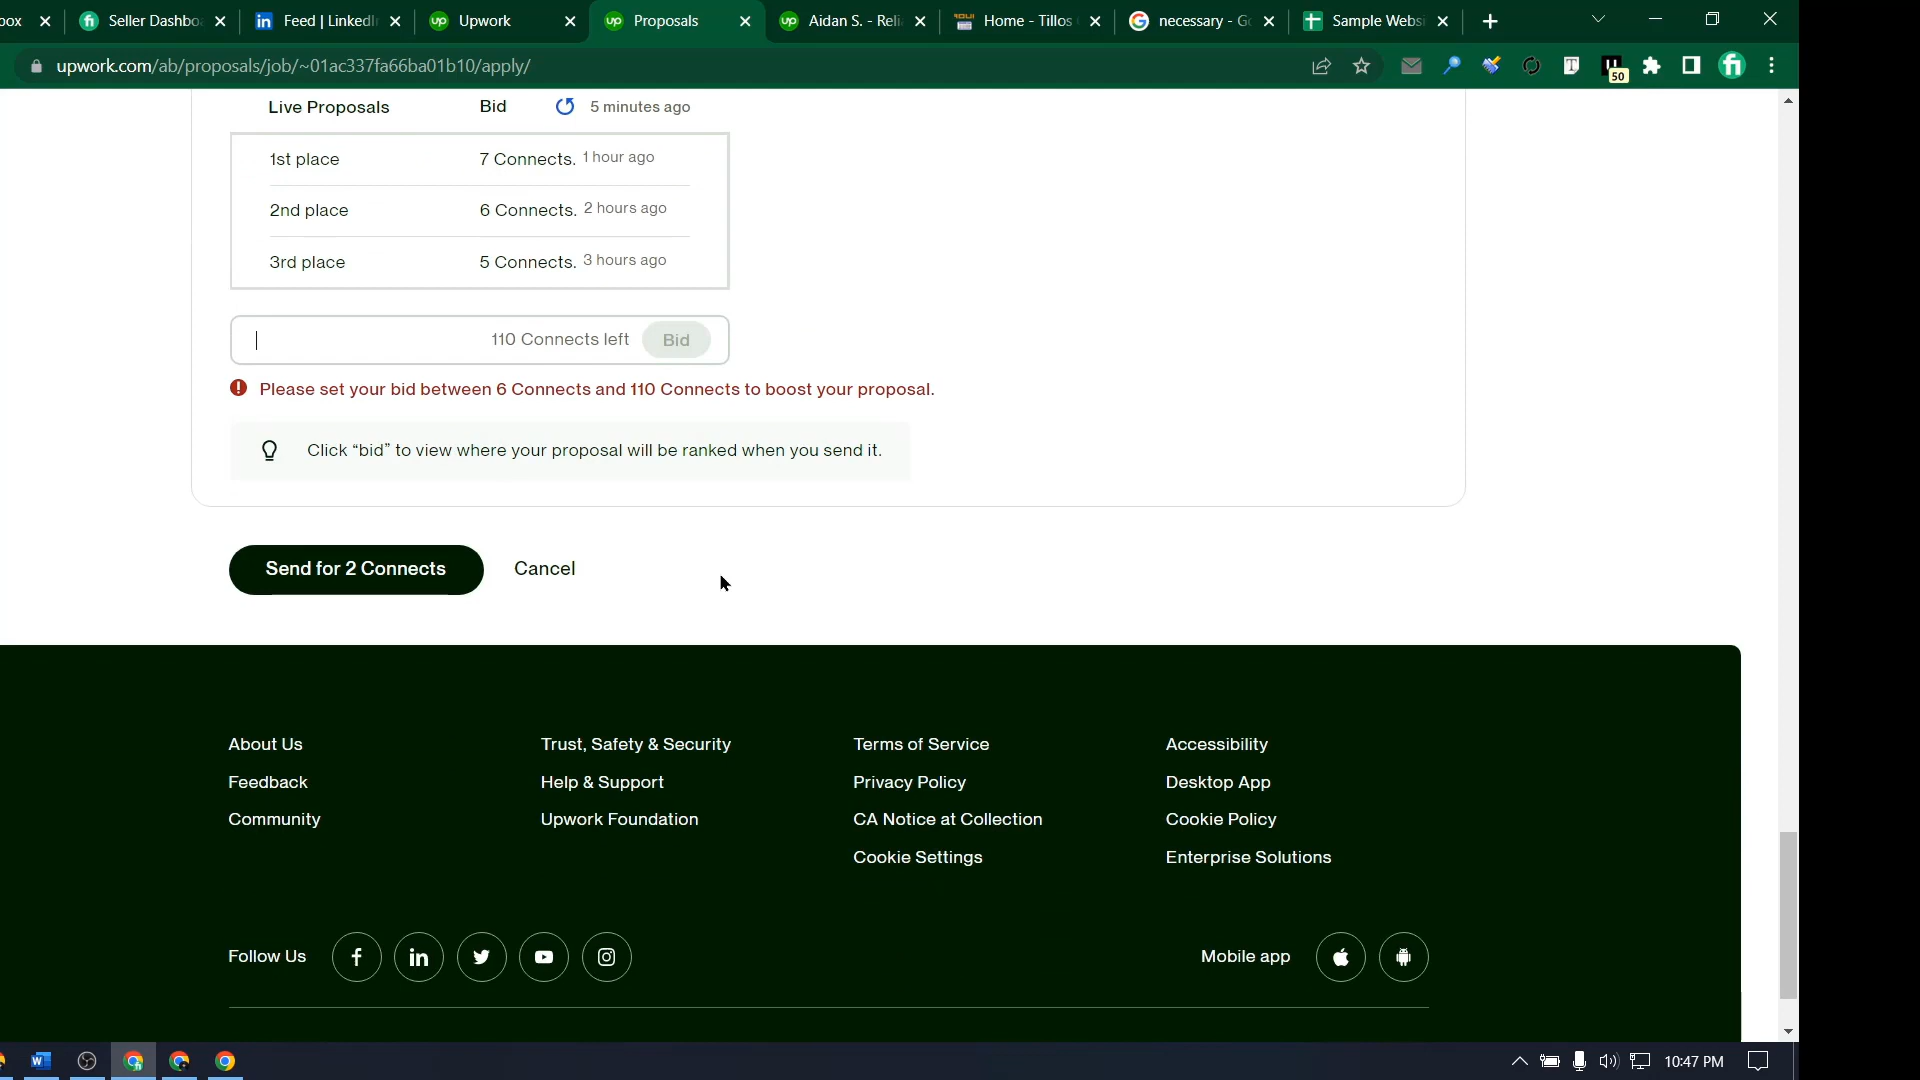 Seller Dashbo
Feed | LinkedIn
Upwork
Proposals
Aidan S. - Reli
Home - Tillos
necessary - G
Sample Websi
upwork.com/ab/proposals/job/~01ac337fa66ba01b10/apply/
50
Live Proposals Bid 5 minutes ago
1st place 7 Connects. 1 hour ago
2nd place 6 Connects. 2 hours ago
3rd place 5 Connects. 3 hours ago
110 Connects left Bid
Please set your bid between 6 Connects and 110 Connects to boost your proposal.
Click “bid” to view where your proposal will be ranked when you send it.
Send for 2 Connects Cancel
About Us Trust, Safety & Security Terms of Service Accessibility
Feedback Help & Support Privacy Policy Desktop App
Community Upwork Foundation CA Notice at Collection Cookie Policy
Cookie Settings Enterprise Solutions
Follow Us Mobile app
10:47 PM